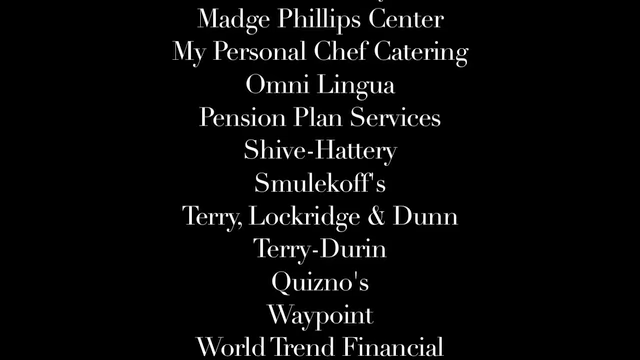 Madge Phillips Center
My Personal Chef Catering
Omni Lingua
Pension Plan Services
Shive-Hattery
Smulekoff's
Terry, Lockridge & Dunn
Terry-Durin
Quizno's
Waypoint
World Trend Financial